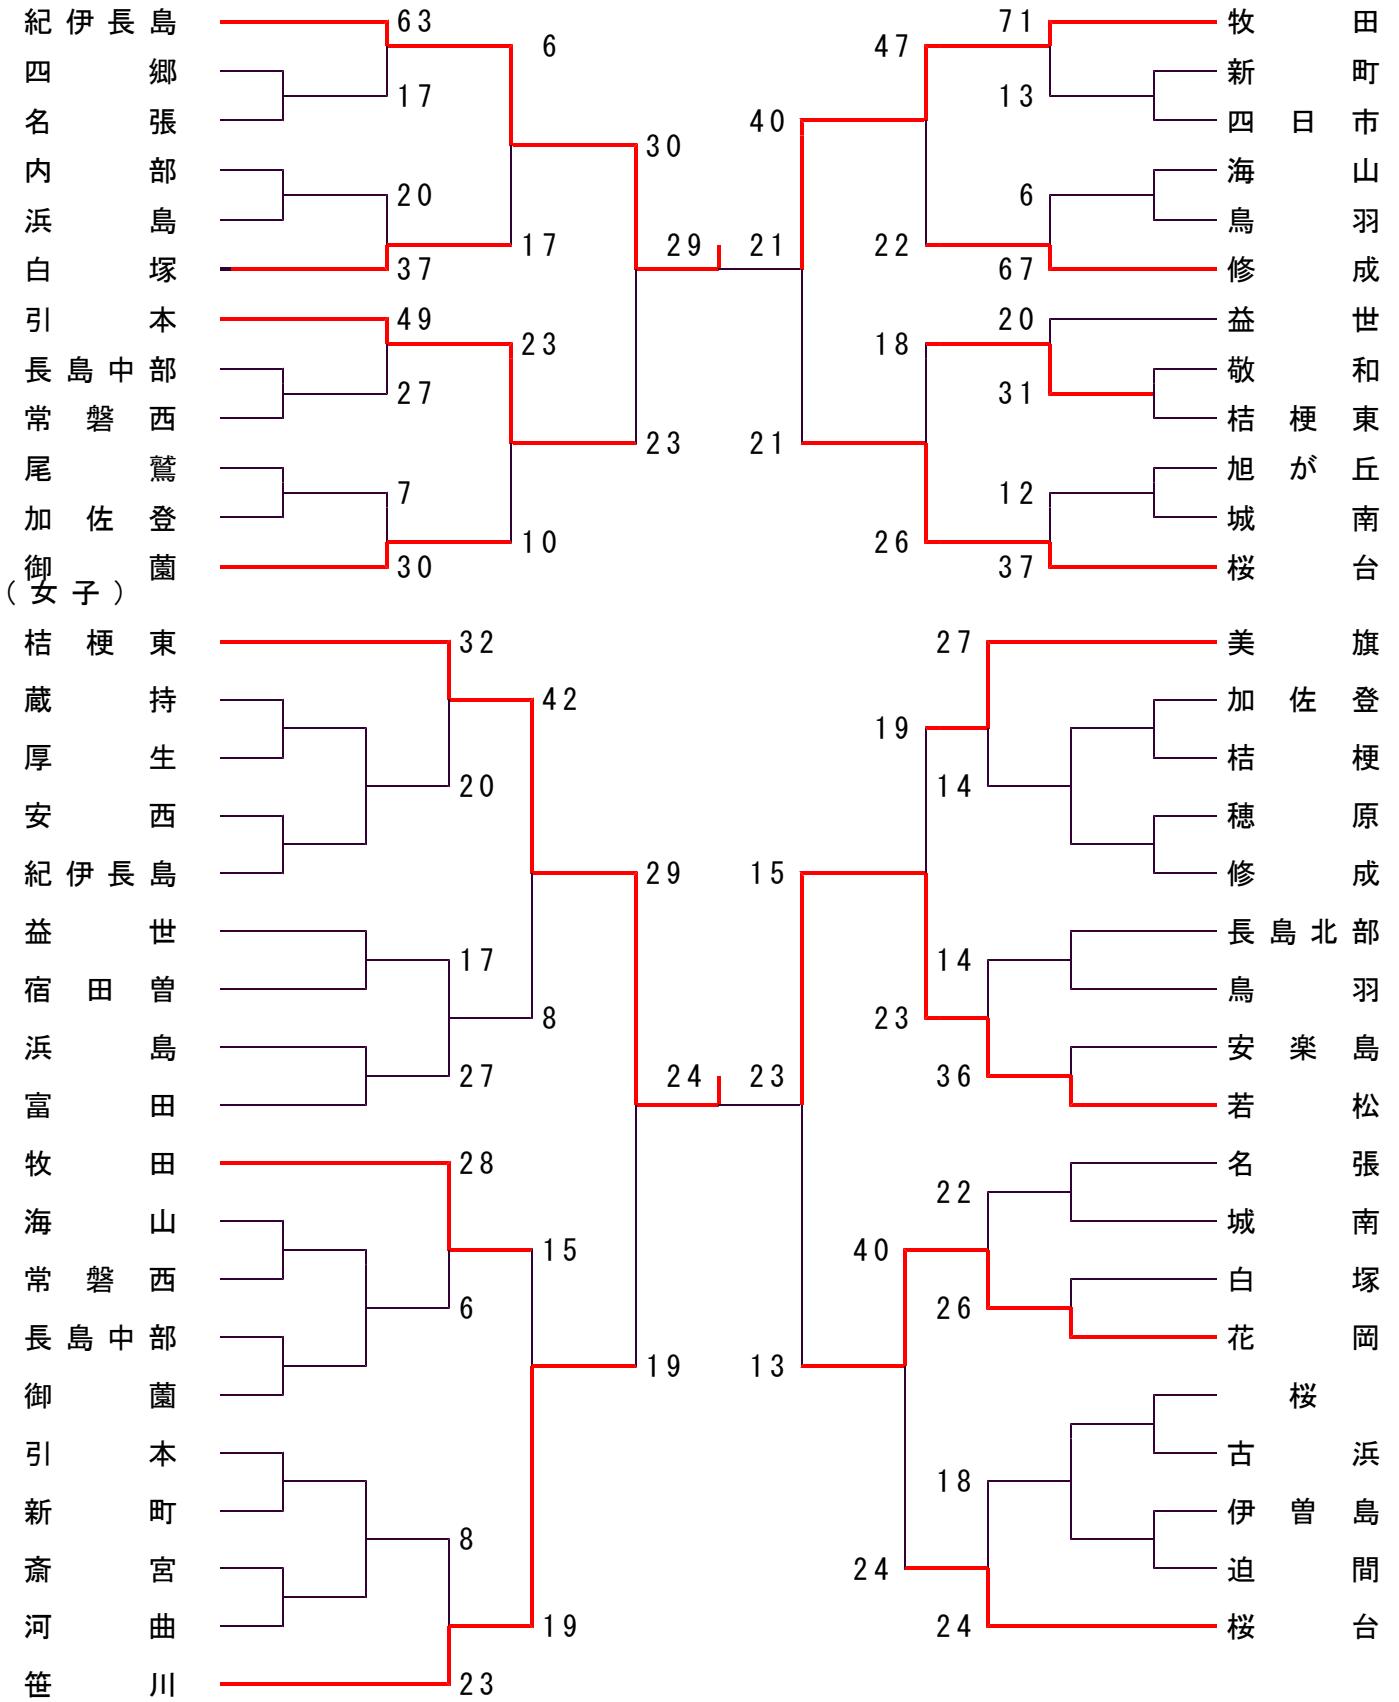 紀伊長島 63 71 牧田
6 47
四郷 新町
17 13
名張 40 四日市
30
内部 海山
20 6
浜島 鳥羽
17 29 21 22
白塚 37 67 修成
引本 49 20 益世
23 18
長島中部 敬和
27 31
常磐西 桔梗東
23 21
尾鷲 旭が丘
7 12
加佐登 城南
10 26
御薗 30 37 桜台
(女子)
桔梗東 32 27 美旗
蔵持 42 加佐登
19
厚生 桔梗
20 14
安西 穂原
紀伊長島 29 15 修成
益世 長島北部
17 14
宿田曽 鳥羽
8 23
浜島 安楽島
27 24 23 36
富田 若松
牧田 28 名張
22
海山 城南
15 40
常磐西 白塚
6 26
長島中部 花岡
19 13
御薗 桜
引本 古浜
18
新町 伊曽島
8
斎宮 24 迫間
河曲 19 24 桜台
笹川 23